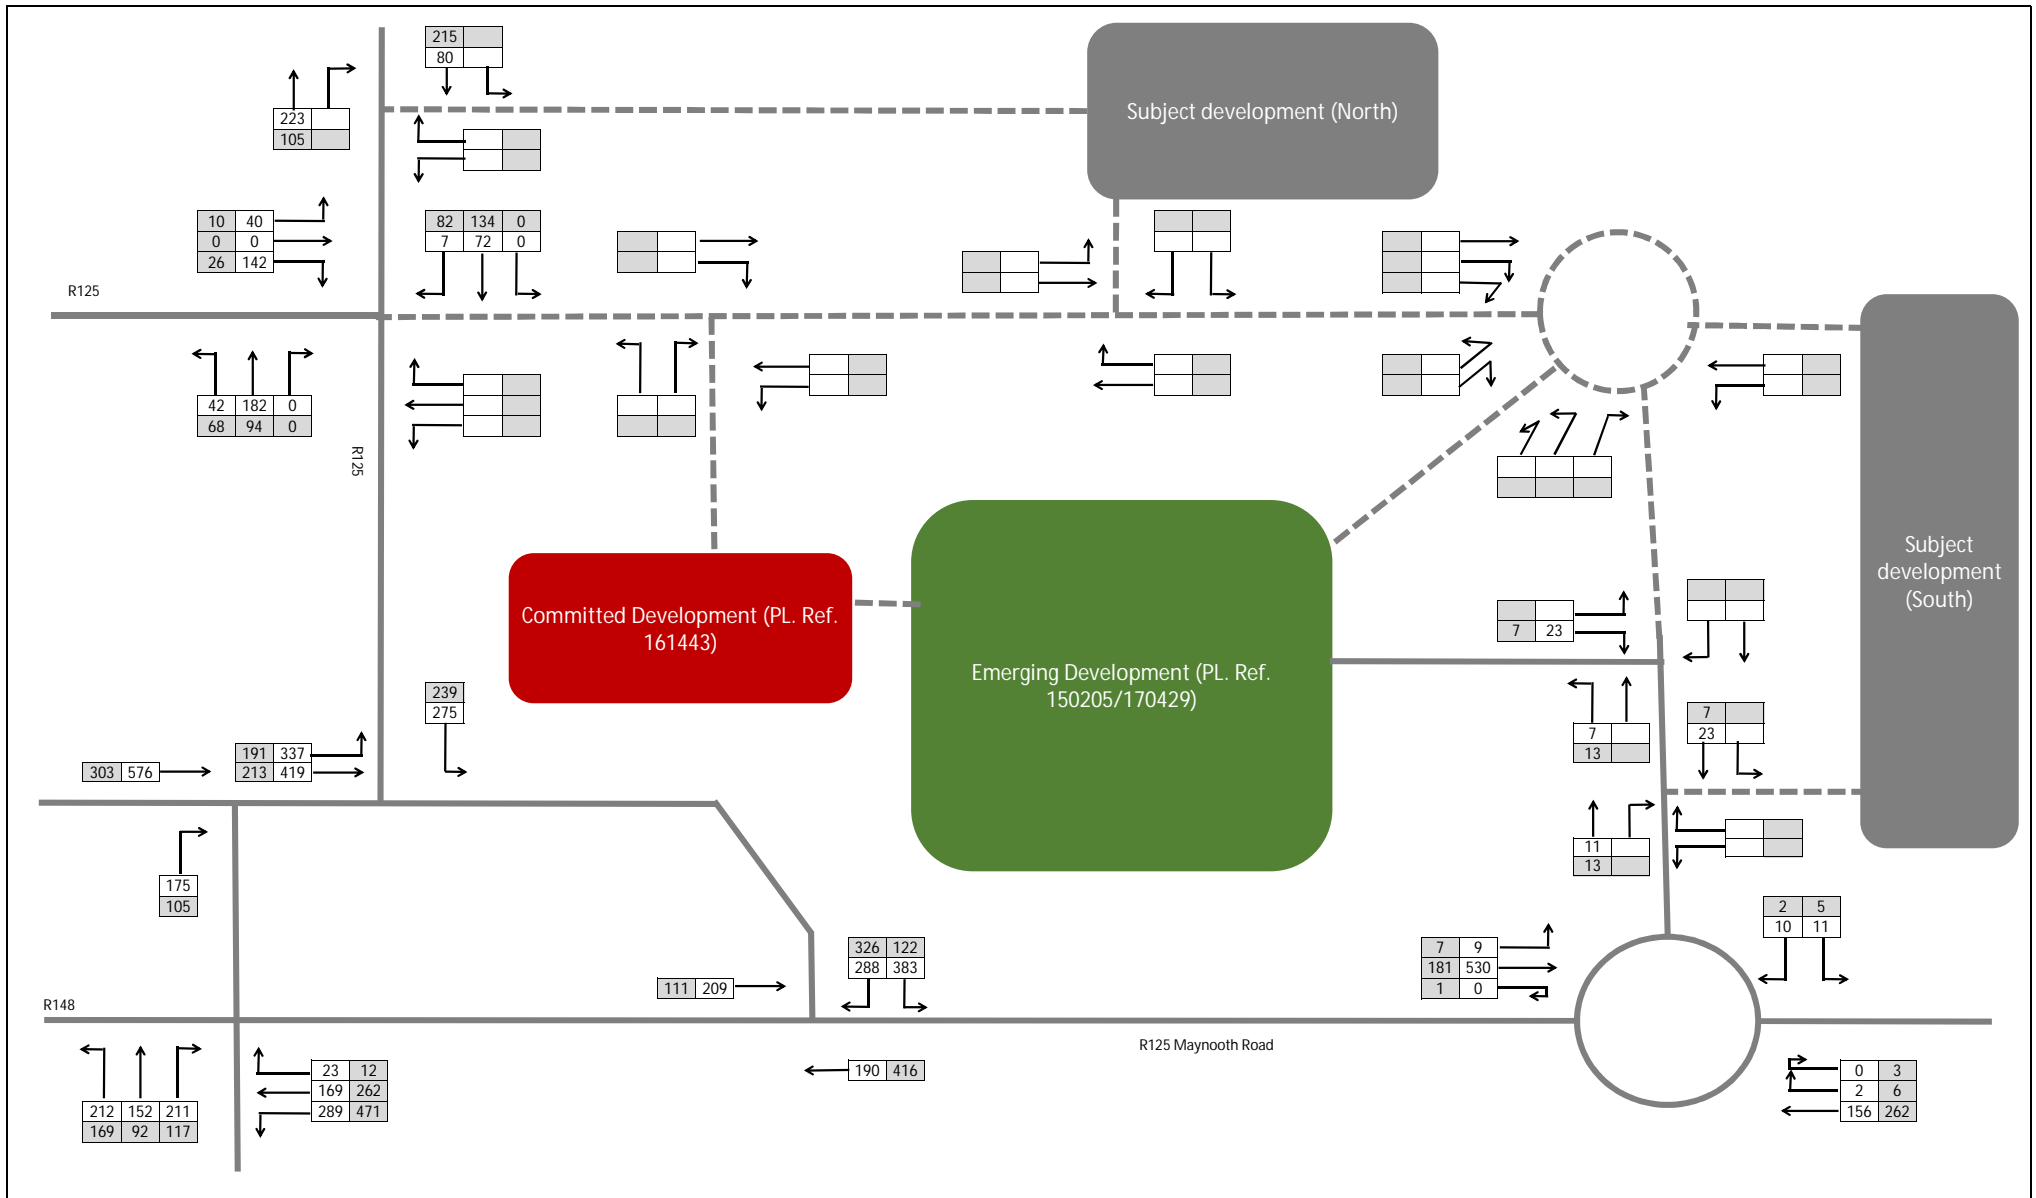 215
80
223
105
Subject development (North)
10 40
0 0
26 142
82 134 0
7 72 0
R125
42 182 0
68 94 0
R125
Committed Development (PL. Ref.
161443)
Emerging Development (PL. Ref.
150205/170429)
Subject
development
(South)
7 23
7
13
7
23
239
275
191 337
213 419
303 576
175
105
11
13
2 5
10 11
326 122
288 383
111 209
7 9
181 530
1 0
R148
R125 Maynooth Road
190 416
23 12
169 262
289 471
212 152 211
169 92 117
0 3
2 6
156 262